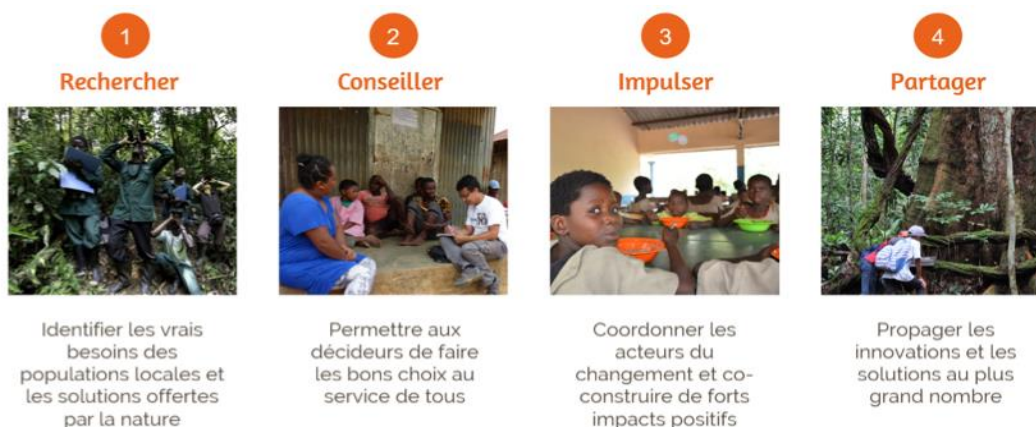 1
Rechercher
Identifier les vrais
besoins des
populations locales et
les solutions offertes
par la nature
2
Conseiller
Permettre aux
décideurs de faire
les bons choix au
service de tous
3
Impulser
Coordonner les
acteurs du
changement et co-
construire de forts
impacts positifs
4
Partager
Propager les
innovations et les
solutions au plus
grand nombre